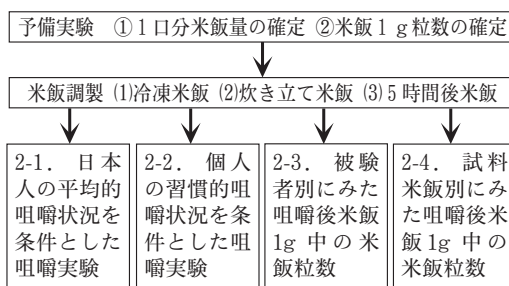 予備実験 ①１口分米飯量の確定 ②米飯１ｇ粒数の確定
米飯調製 (1)冷凍米飯 (2)炊き立て米飯 (3)５時間後米飯
2-1. 日本
人の平均的
咀嚼状況を
条件とした
咀嚼実験
2-2. 個人
の習慣的咀
嚼状況を条
件とした咀
嚼実験
2-3. 被験
者別にみた
咀嚼後米飯
1g 中の米
飯粒数
2-4. 試料
米飯別にみ
た咀嚼後米
飯1g 中の
米飯粒数